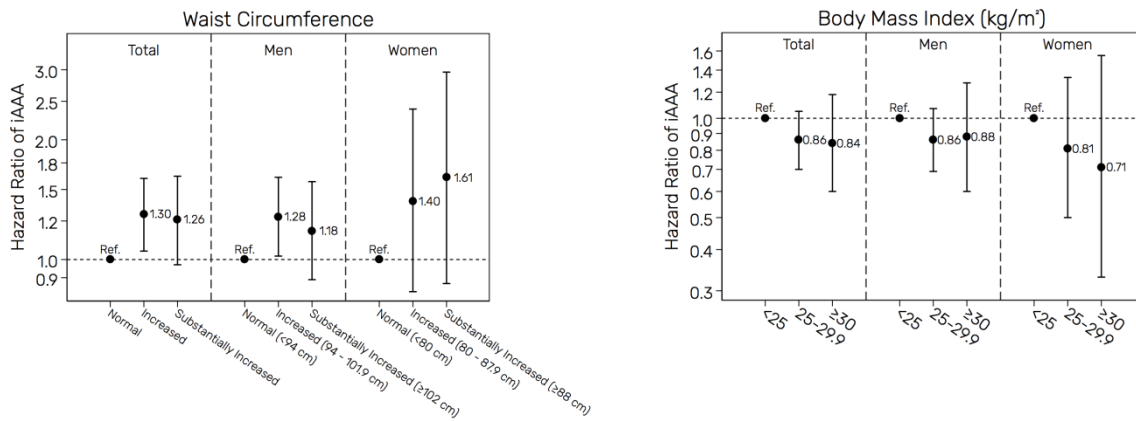 Waist Circumference
Total Men Women
Hazard Ratio of iAAA
3.0
2.0
1.8
1.5
1.2
1.0
0.9
Ref. 1.30 1.26
Ref. 1.28 1.18
Ref. 1.40 1.61
Normal
Increased
Substantially Increased
Normal (<94 cm)
Increased (94 - 101.9 cm)
Substantially Increased (≥102 cm)
Normal (<80 cm)
Increased (80 - 87.9 cm)
Substantially Increased (≥88 cm)
Body Mass Index (kg/m²)
Total Men Women
Hazard Ratio of iAAA
1.6
1.4
1.2
1.0
0.9
0.8
0.7
0.6
0.5
0.4
0.3
Ref. 0.86 0.84
Ref. 0.86 0.88
Ref. 0.81 0.71
<25
25-29.9
≥30
<25
25-29.9
≥30
<25
25-29.9
≥30